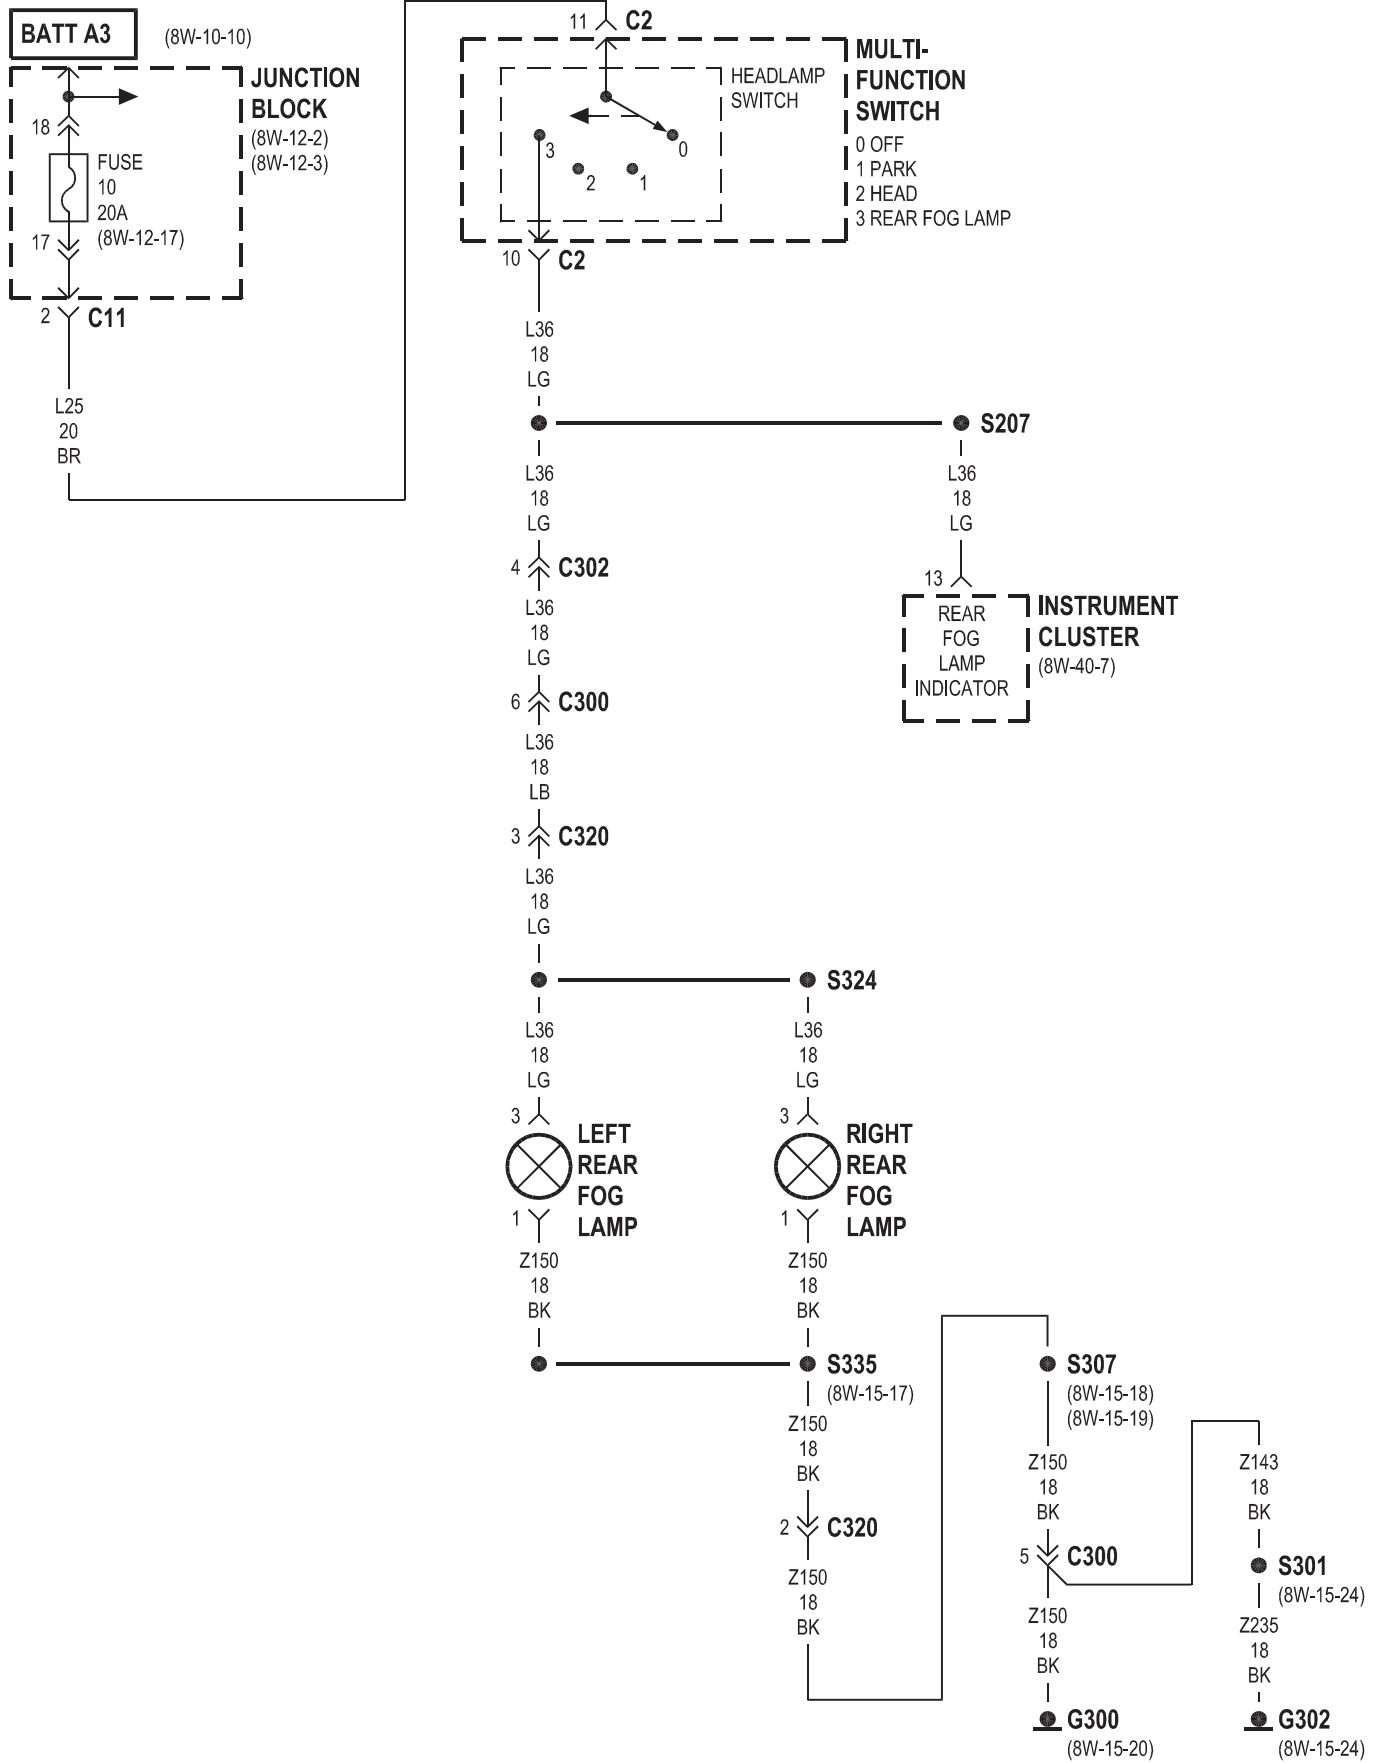 BATT A3
(8W-10-10)
JUNCTION
BLOCK
(8W-12-2)
(8W-12-3)
18
FUSE
10
20A
(8W-12-17)
17
2
C11
L25
20
BR
11
C2
MULTI-
FUNCTION
SWITCH
HEADLAMP
SWITCH
0 OFF
1 PARK
2 HEAD
3 REAR FOG LAMP
3
0
2
1
10
C2
L36
18
LG
S207
L36
18
LG
L36
18
LG
4
C302
13
REAR
FOG
LAMP
INDICATOR
INSTRUMENT
CLUSTER
(8W-40-7)
L36
18
LG
6
C300
L36
18
LB
3
C320
L36
18
LG
S324
L36
18
LG
L36
18
LG
3
LEFT
REAR
FOG
LAMP
1
3
RIGHT
REAR
FOG
LAMP
1
Z150
18
BK
Z150
18
BK
S335
(8W-15-17)
Z150
18
BK
2
C320
Z150
18
BK
S307
(8W-15-18)
(8W-15-19)
Z150
18
BK
5
C300
Z150
18
BK
G300
(8W-15-20)
Z143
18
BK
S301
(8W-15-24)
Z235
18
BK
G302
(8W-15-24)